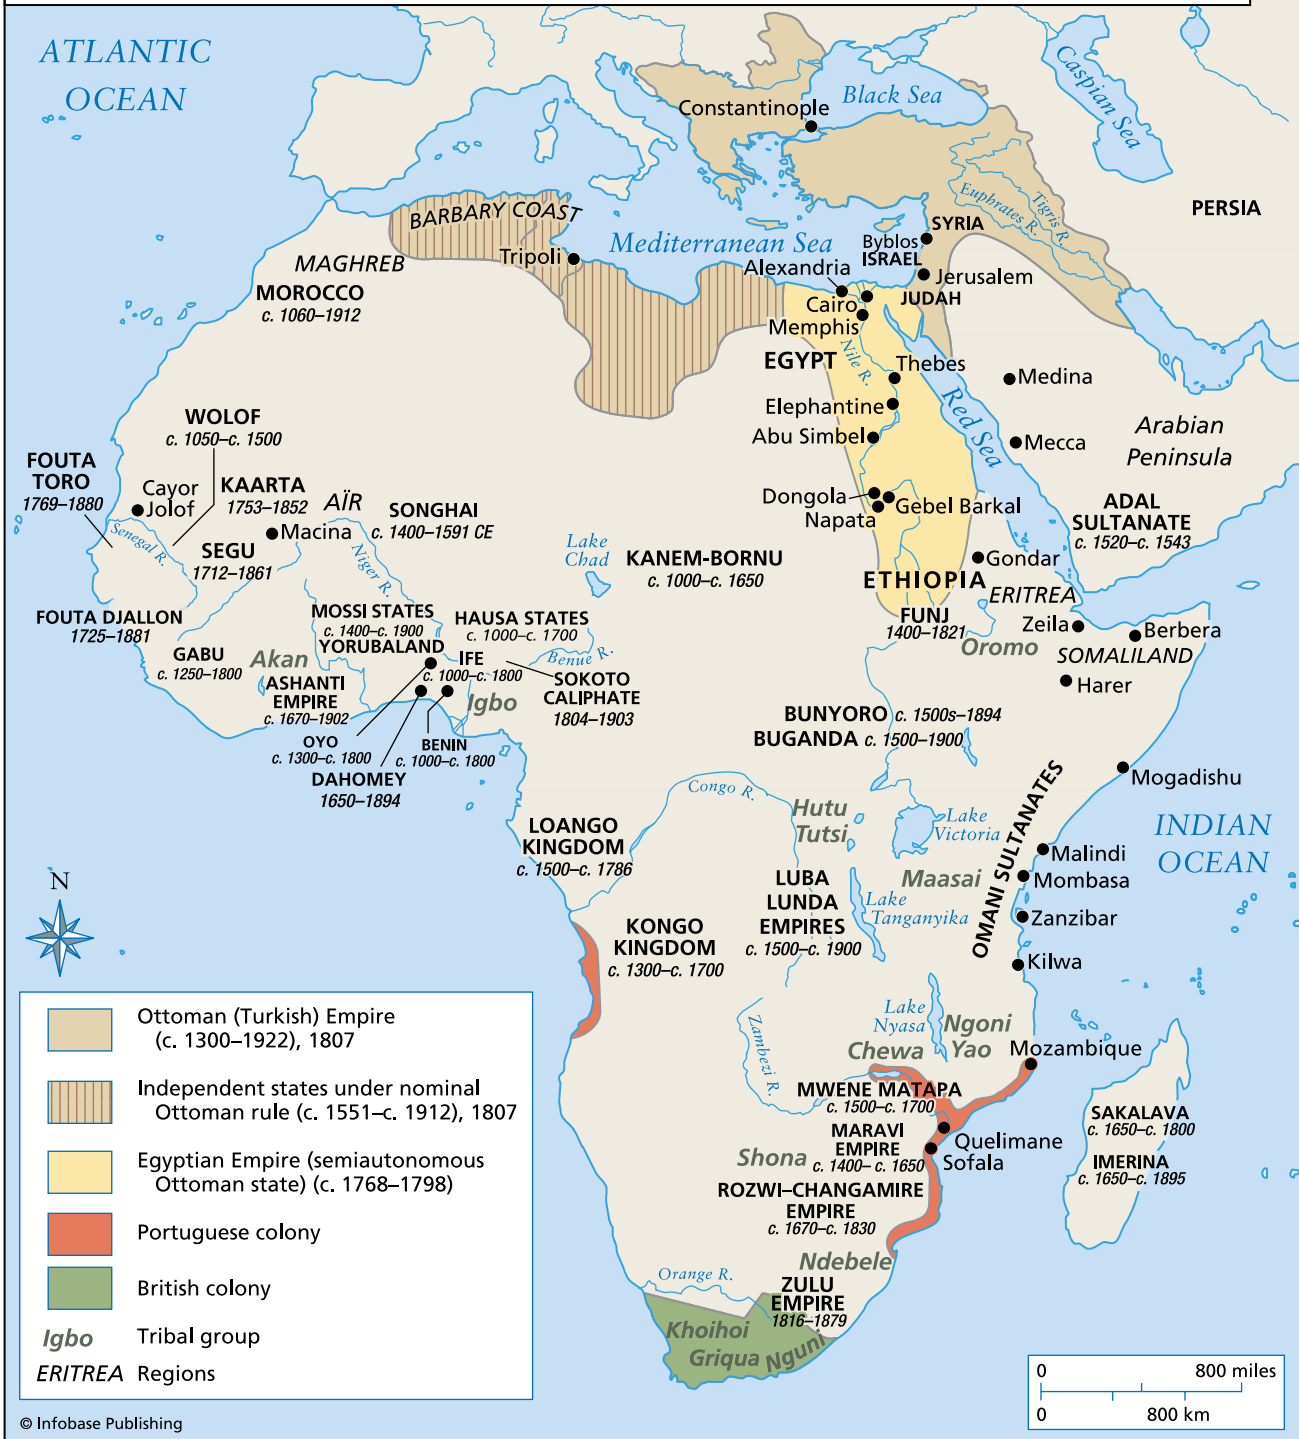 ATLANTIC
OCEAN
Constantinople
Black Sea
Caspian Sea
Euphrates R.
Tigris R.
PERSIA
BARBARY COAST
Tripoli
Mediterranean Sea
SYRIA
Byblos
ISRAEL
Alexandria
Jerusalem
JUDAH
MAGHREB
MOROCCO
c. 1060–1912
Cairo
Memphis
EGYPT
Nile R.
Thebes
Medina
Elephantine
Red Sea
Abu Simbel
Mecca
Arabian
Peninsula
WOLOF
c. 1050–c. 1500
FOUTA
TORO
1769–1880
Cayor
Jolof
KAARTA
1753–1852
AÏR
SONGHAI
c. 1400–1591 CE
Macina
Senegal R.
SEGU
1712–1861
Niger R.
Lake
Chad
KANEM-BORNU
c. 1000–c. 1650
Dongola
Gebel Barkal
Napata
ADAL
SULTANATE
c. 1520–c. 1543
Gondar
ETHIOPIA
ERITREA
FUNJ
1400–1821
Zeila
Berbera
Oromo
SOMALILAND
Harer
FOUTA DJALLON
1725–1881
MOSSI STATES
c. 1400–c. 1900
HAUSA STATES
c. 1000–c. 1700
GABU
c. 1250–1800
Akan
YORUBALAND
IFE
c. 1000–c. 1800
Benue R.
ASHANTI
EMPIRE
c. 1670–1902
Igbo
SOKOTO
CALIPHATE
1804–1903
OYO
c. 1300–c. 1800
BENIN
c. 1000–c. 1800
DAHOMEY
1650–1894
BUNYORO c. 1500s–1894
BUGANDA c. 1500–1900
Mogadishu
Congo R.
Hutu
Tutsi
Lake
Victoria
OMANI SULTANATES
INDIAN
OCEAN
LOANGO
KINGDOM
c. 1500–c. 1786
Malindi
Mombasa
Maasai
LUBA
LUNDA
EMPIRES
c. 1500–c. 1900
Lake
Tanganyika
Zanzibar
KONGO
KINGDOM
c. 1300–c. 1700
Kilwa
N
Lake
Nyasa
Ngoni
Yao
Zambezi R.
Chewa
Mozambique
MWENE MATAPA
c. 1500–c. 1700
MARAVI
EMPIRE
c. 1400– c. 1650
Quelimane
Sofala
Shona
SAKALAVA
c. 1650–c. 1800
IMERINA
c. 1650–c. 1895
ROZWI–CHANGAMIRE
EMPIRE
c. 1670–c. 1830
Ndebele
Orange R.
ZULU
EMPIRE
1816–1879
Khoihoi
Griqua
Nguni
Ottoman (Turkish) Empire
(c. 1300–1922), 1807
Independent states under nominal
Ottoman rule (c. 1551–c. 1912), 1807
Egyptian Empire (semiautonomous
Ottoman state) (c. 1768–1798)
Portuguese colony
British colony
Igbo Tribal group
ERITREA Regions
0 800 miles
0 800 km
© Infobase Publishing